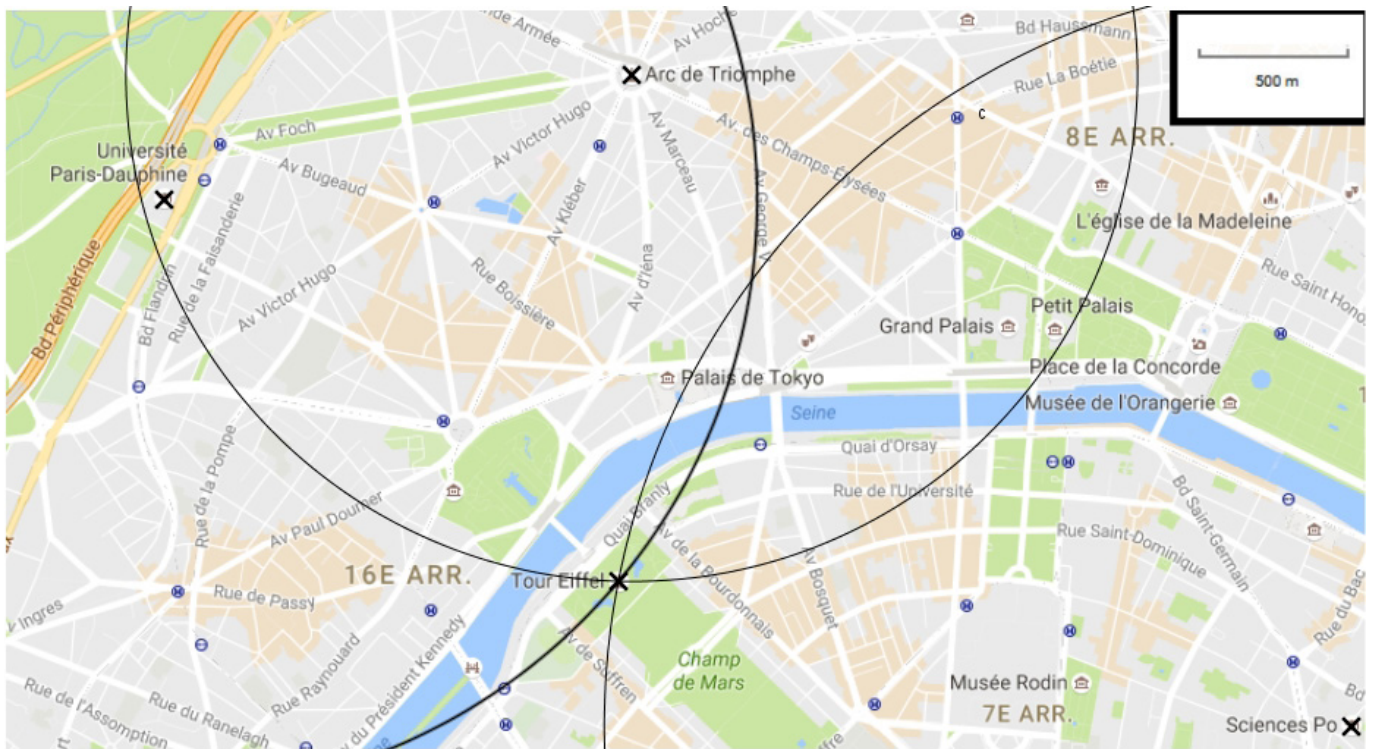 nde Armée
Av Hoch
Bd Haussmann
Arc de Triomphe
Rue La Boétie
500 m
Av Foch
Av Victor Hugo
Av Marceau
Av. des Champs-Elysées
c
8E ARR.
Université
Paris-Dauphine
Av Bugeaud
Av Kléber
Av George V
L'église de la Madeleine
Rue de la Faisanderie
Bd Périphérique
Bd Flandrin
Av Victor Hugo
Rue Boissière
Av d'Iéna
Rue Saint Hono
Petit Palais
Grand Palais
Place de la Concorde
Palais de Tokyo
Musée de l'Orangerie
Seine
Quai d'Orsay
Rue de la Pompe
Av Paul Doumer
Quai Branly
Rue de l'Université
Bd Saint-Germain
Rue Saint-Dominique
Av de la Bourdonnais
Av Bosquet
16E ARR.
Tour Eiffel
Rue de Passy
Ingres
Rue du Bac
Rue Raynouard
Av de Suffren
Champ
de Mars
Musée Rodin
7E ARR.
Rue de l'Assomption
Rue du Ranelagh
du Président Kennedy
Bd
Sciences Po